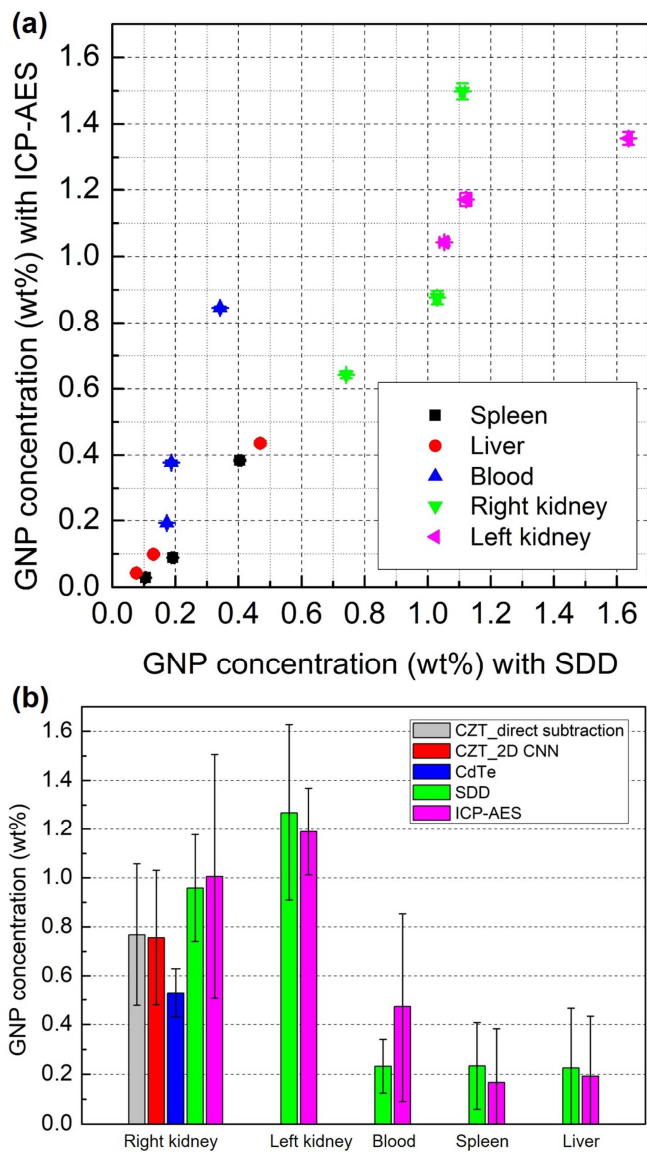 (a)
GNP concentration (wt%) with ICP-AES
1.6
1.4
1.2
1.0
0.8
0.6
0.4
0.2
0.0
Spleen
Liver
Blood
Right kidney
Left kidney
0.0 0.2 0.4 0.6 0.8 1.0 1.2 1.4 1.6
GNP concentration (wt%) with SDD
(b)
GNP concentration (wt%)
1.6
1.4
1.2
1.0
0.8
0.6
0.4
0.2
0.0
CZT_direct subtraction
CZT_2D CNN
CdTe
SDD
ICP-AES
Right kidney Left kidney Blood Spleen Liver